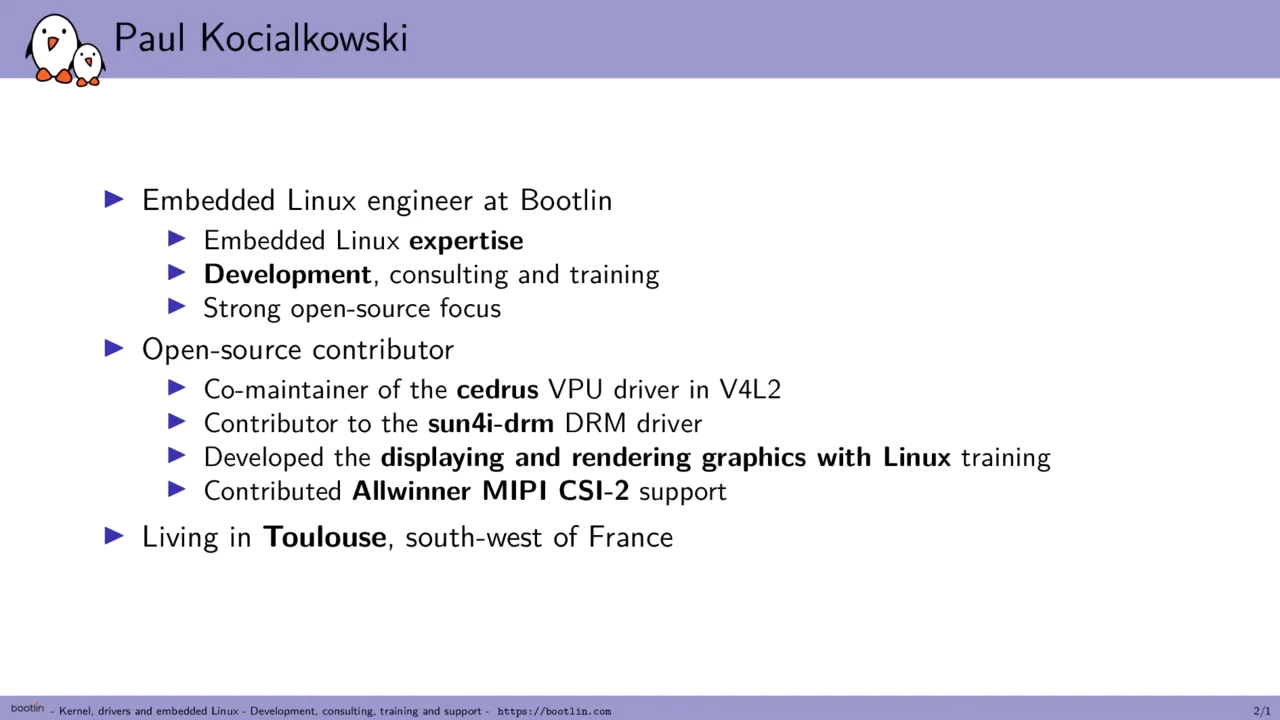 Paul Kocialkowski
Embedded Linux engineer at Bootlin
Embedded Linux expertise
Development, consulting and training
Strong open-source focus
Open-source contributor
Co-maintainer of the cedrus VPU driver in V4L2
Contributor to the sun4i-drm DRM driver
Developed the displaying and rendering graphics with Linux training
Contributed Allwinner MIPI CSI-2 support
Living in Toulouse, south-west of France
bootlin - Kernel, drivers and embedded Linux - Development, consulting, training and support - https://bootlin.com 2/1